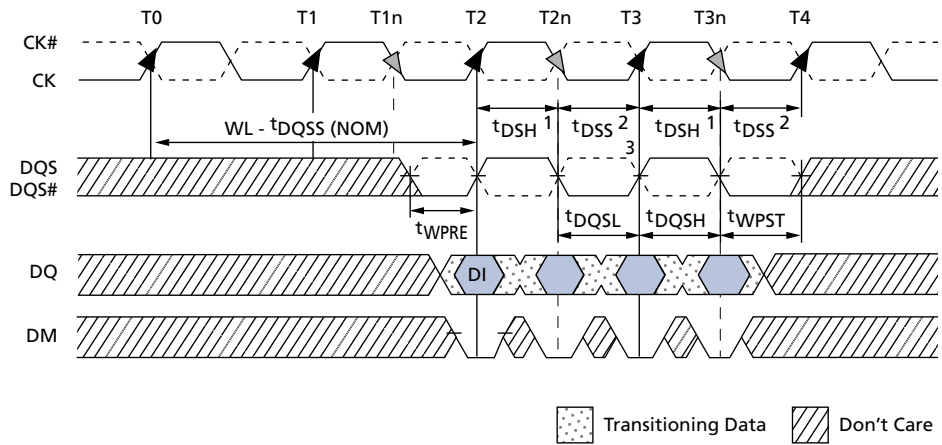 T0 T1 T1n T2 T2n T3 T3n T4
CK#
CK
tDSH 1 tDSS 2 tDSH 1 tDSS 2
WL - tDQSS (NOM)
3
DQS
DQS#
tWPRE tDQSL tDQSH tWPST
DQ
DI
DM
Transitioning Data Don't Care